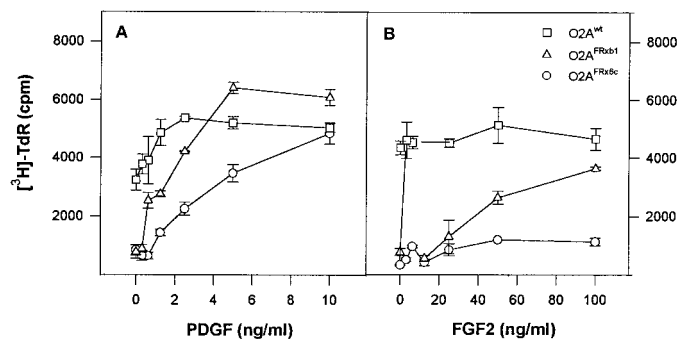 A
B
O2A^wt
O2A^FRxb1
O2A^FRx6c
[³H]-TdR (cpm)
8000
6000
4000
2000
8000
6000
4000
2000
0 2 4 6 8 10
0 20 40 60 80 100
PDGF (ng/ml)
FGF2 (ng/ml)